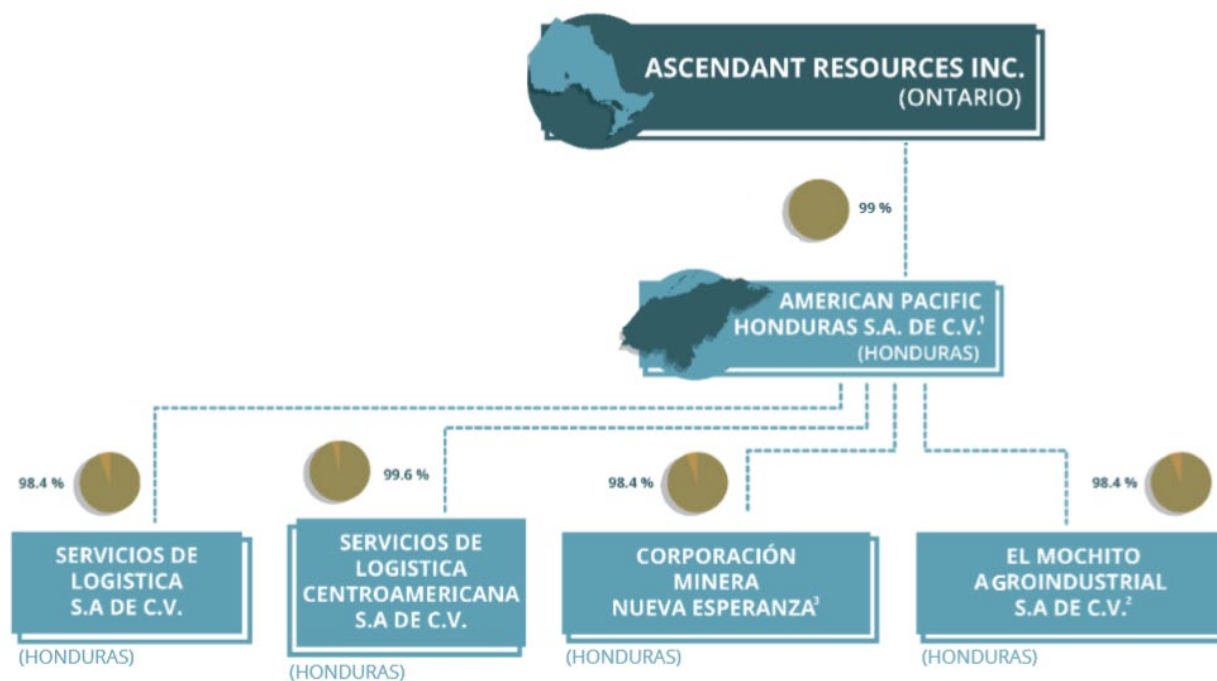 ASCENDANT RESOURCES INC.
(ONTARIO)
99 %
AMERICAN PACIFIC
HONDURAS S.A. DE C.V.¹
(HONDURAS)
98.4 %
SERVICIOS DE
LOGISTICA
S.A DE C.V.
(HONDURAS)
99.6 %
SERVICIOS DE
LOGISTICA
CENTROAMERICANA
S.A DE C.V.
(HONDURAS)
98.4 %
CORPORACIÓN
MINERA
NUEVA ESPERANZA³
(HONDURAS)
98.4 %
EL MOCHITO
AGROINDUSTRIAL
S.A DE C.V.²
(HONDURAS)